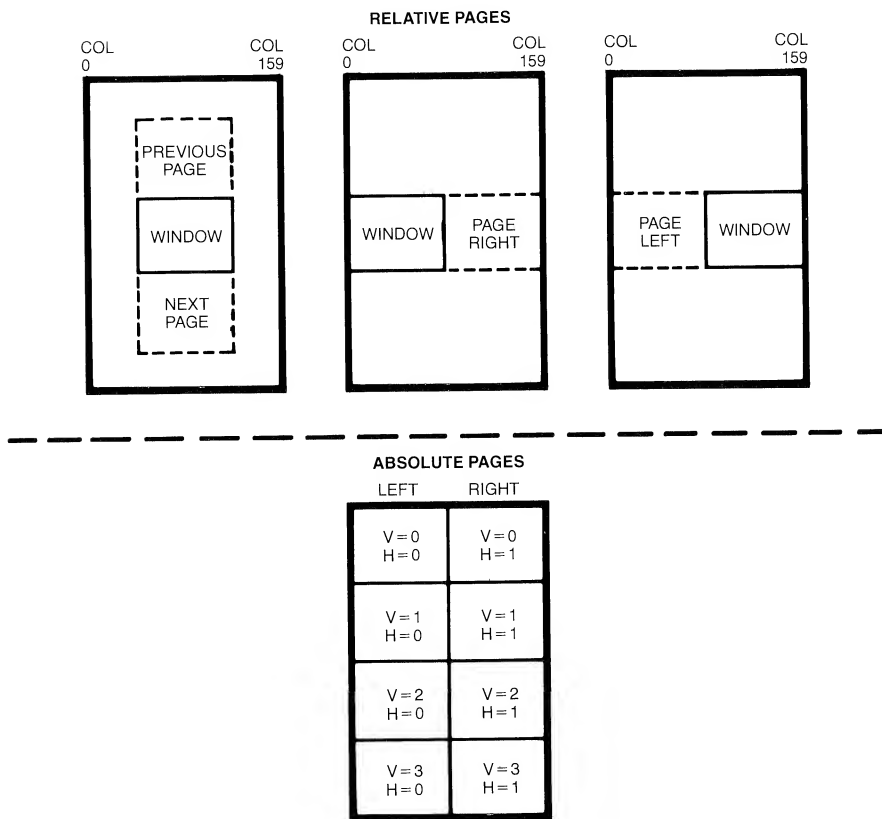 RELATIVE PAGES
COL COL
0 159
PREVIOUS
PAGE
WINDOW
NEXT
PAGE
COL COL
0 159
WINDOW
PAGE
RIGHT
COL COL
0 159
PAGE
LEFT
WINDOW
ABSOLUTE PAGES
LEFT RIGHT
V=0 V=0
H=0 H=1
V=1 V=1
H=0 H=1
V=2 V=2
H=0 H=1
V=3 V=3
H=0 H=1